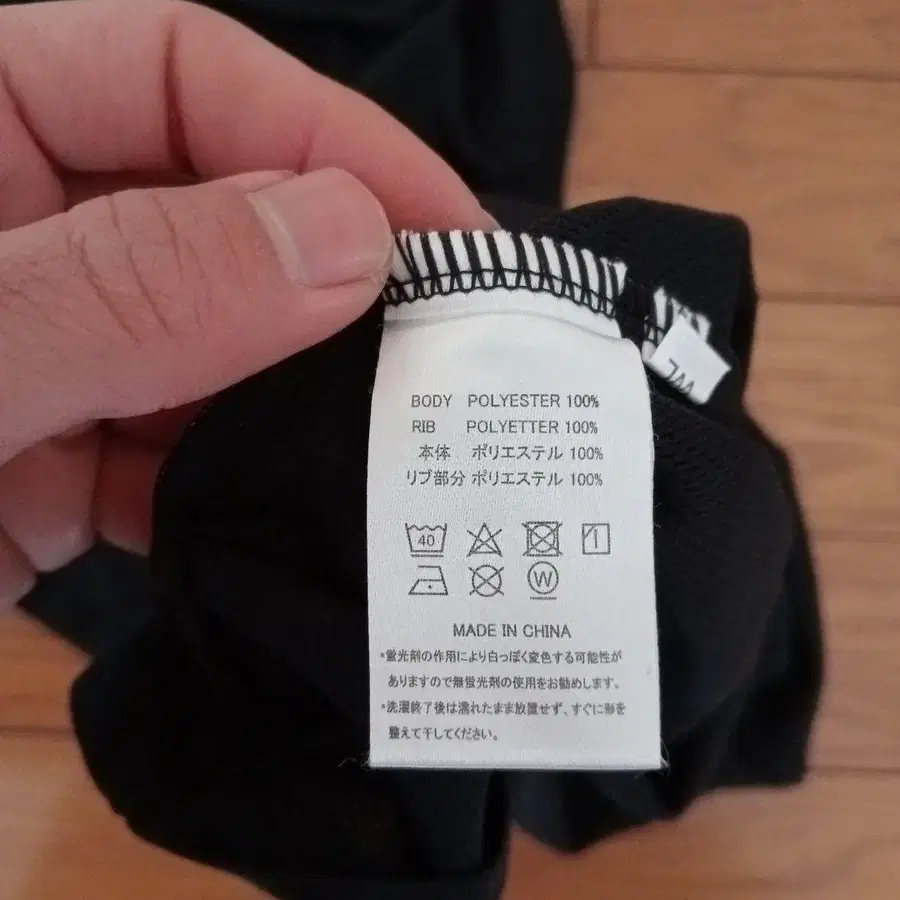 BODY POLYESTER 100%
RIB POLYETTER 100%
本体 ポリエステル 100%
リブ部分 ポリエステル 100%
40
W
MADE IN CHINA
*蛍光剤の作用により白っぽく変色する可能性が
ありますので無蛍光剤の使用をお勧めします。
*洗濯終了後は濡れたまま放置せず、すぐに形を
整えて干してください。